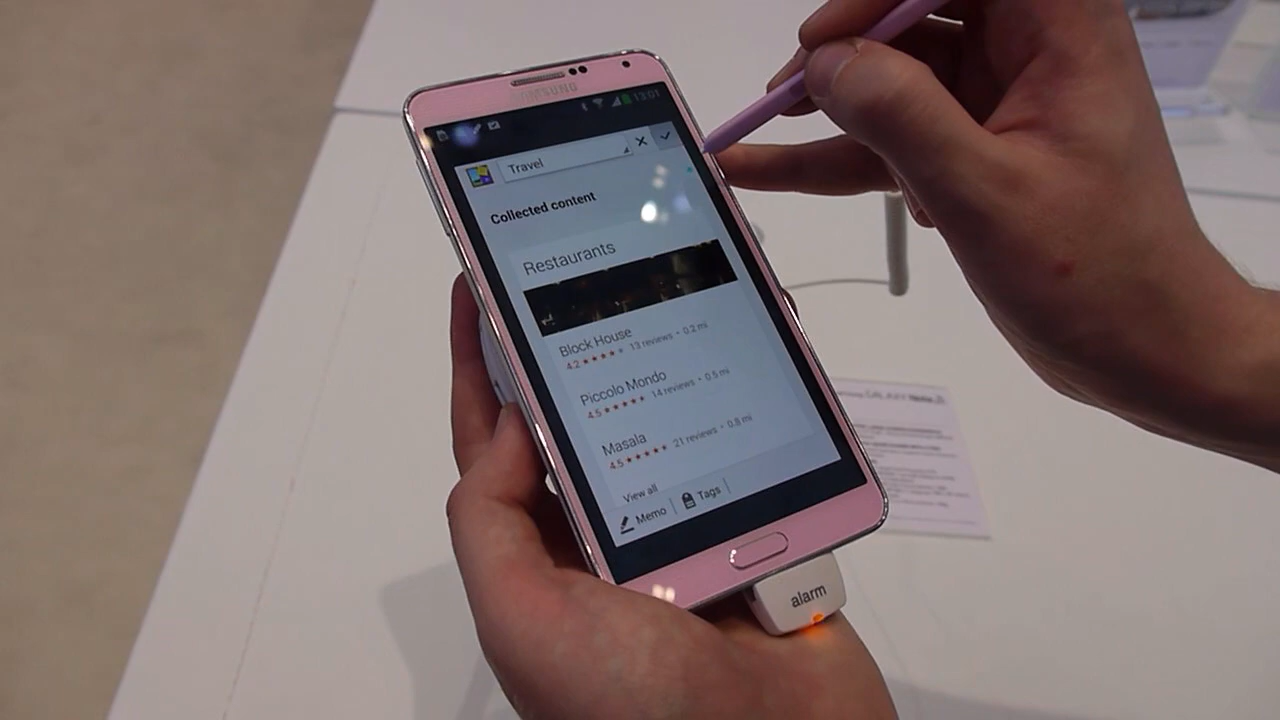 SAMSUNG
13:01
Travel
Collected content
Restaurants
Block House
4.2 ★★★★★ 13 reviews • 0.2 mi
Piccolo Mondo
4.5 ★★★★★ 14 reviews • 0.5 mi
Masala
4.5 ★★★★★ 21 reviews • 0.8 mi
View all
Memo
Tags
alarm
GALAXY Note 3